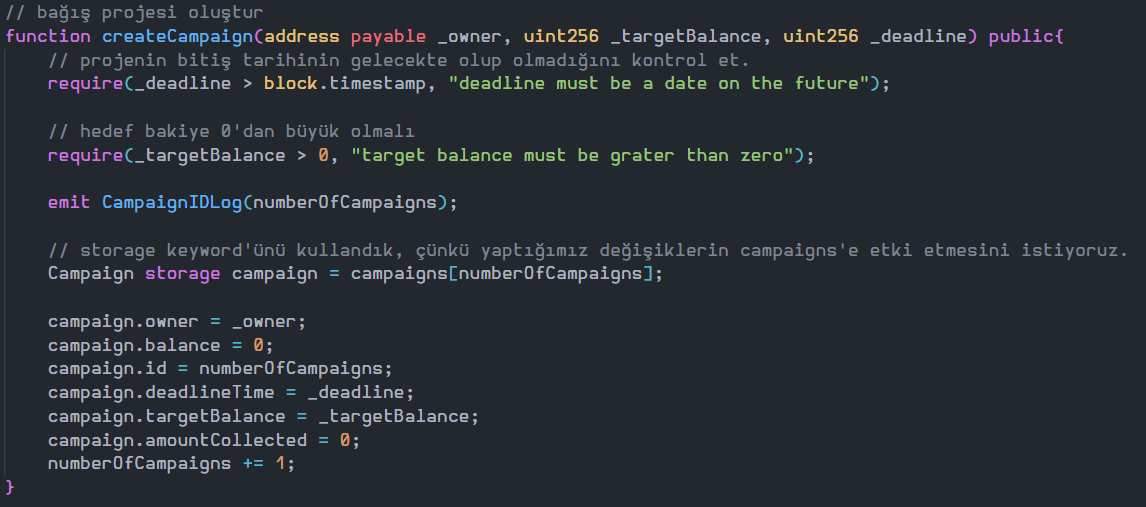 // bağış projesi oluştur
function createCampaign(address payable _owner, uint256 _targetBalance, uint256 _deadline) public{
// projenin bitiş tarihinin gelecekte olup olmadığını kontrol et.
require(_deadline > block.timestamp, "deadline must be a date on the future");
// hedef bakiye 0'dan büyük olmalı
require(_targetBalance > 0, "target balance must be grater than zero");
emit CampaignIDLog(numberOfCampaigns);
// storage keyword'ünü kullandık, çünkü yaptığımız değişiklerin campaigns'e etki etmesini istiyoruz.
Campaign storage campaign = campaigns[numberOfCampaigns];
campaign.owner = _owner;
campaign.balance = 0;
campaign.id = numberOfCampaigns;
campaign.deadlineTime = _deadline;
campaign.targetBalance = _targetBalance;
campaign.amountCollected = 0;
numberOfCampaigns += 1;
}